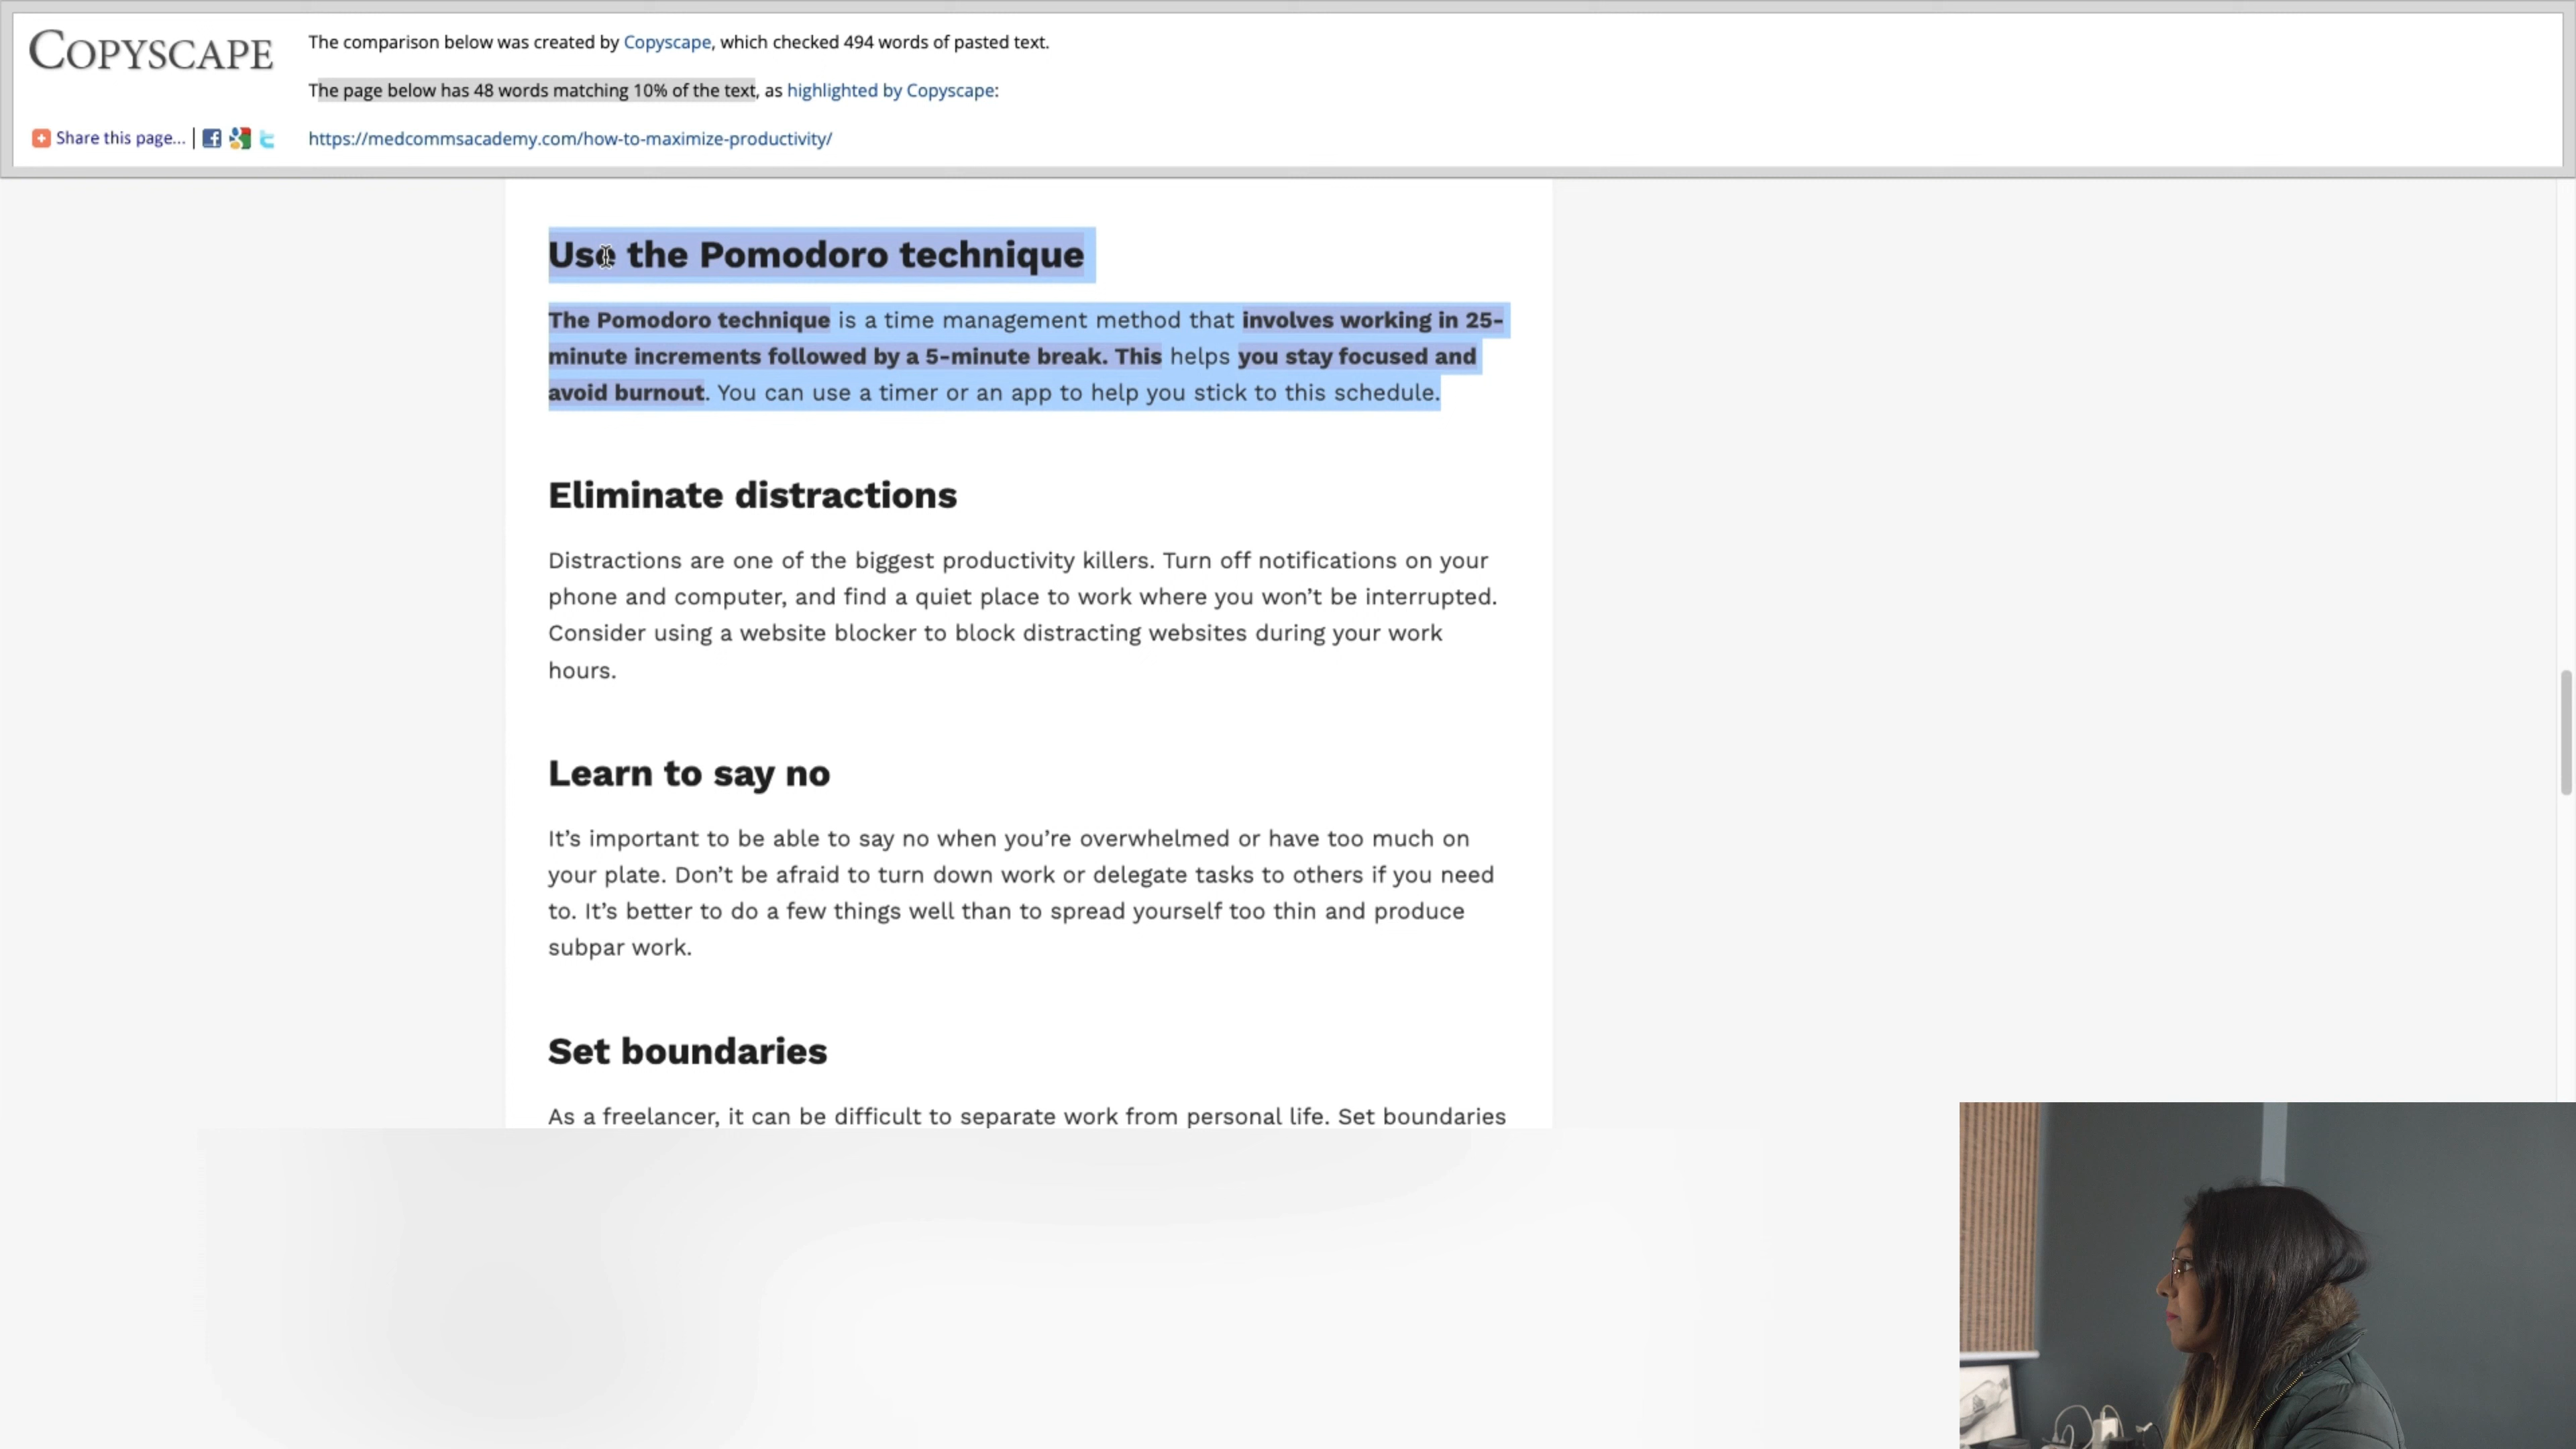 COPYSCAPE
The comparison below was created by Copyscape, which checked 494 words of pasted text.
The page below has 48 words matching 10% of the text, as highlighted by Copyscape:
Share this page... |
https://medcommsacademy.com/how-to-maximize-productivity/
Use the Pomodoro technique
The Pomodoro technique is a time management method that involves working in 25-
minute increments followed by a 5-minute break. This helps you stay focused and
avoid burnout. You can use a timer or an app to help you stick to this schedule.
Eliminate distractions
Distractions are one of the biggest productivity killers. Turn off notifications on your
phone and computer, and find a quiet place to work where you won’t be interrupted.
Consider using a website blocker to block distracting websites during your work
hours.
Learn to say no
It’s important to be able to say no when you’re overwhelmed or have too much on
your plate. Don’t be afraid to turn down work or delegate tasks to others if you need
to. It’s better to do a few things well than to spread yourself too thin and produce
subpar work.
Set boundaries
As a freelancer, it can be difficult to separate work from personal life. Set boundaries